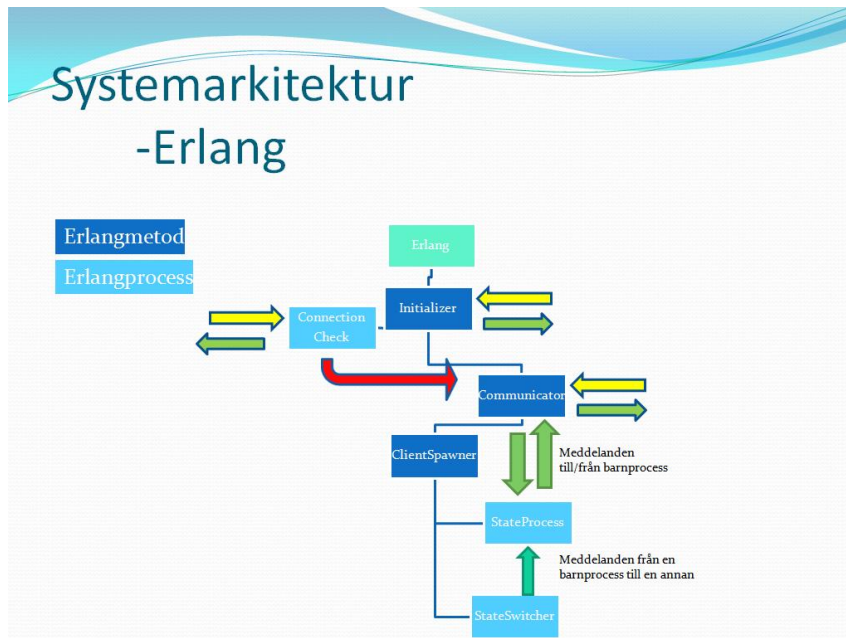 Systemarkitektur
-Erlang
Erlangmetod
Erlangprocess
Erlang
Initializer
Connection
Check
Communicator
ClientSpawner
Meddelanden
till/från barnprocess
StateProcess
Meddelanden från en
barnprocess till en annan
StateSwitcher